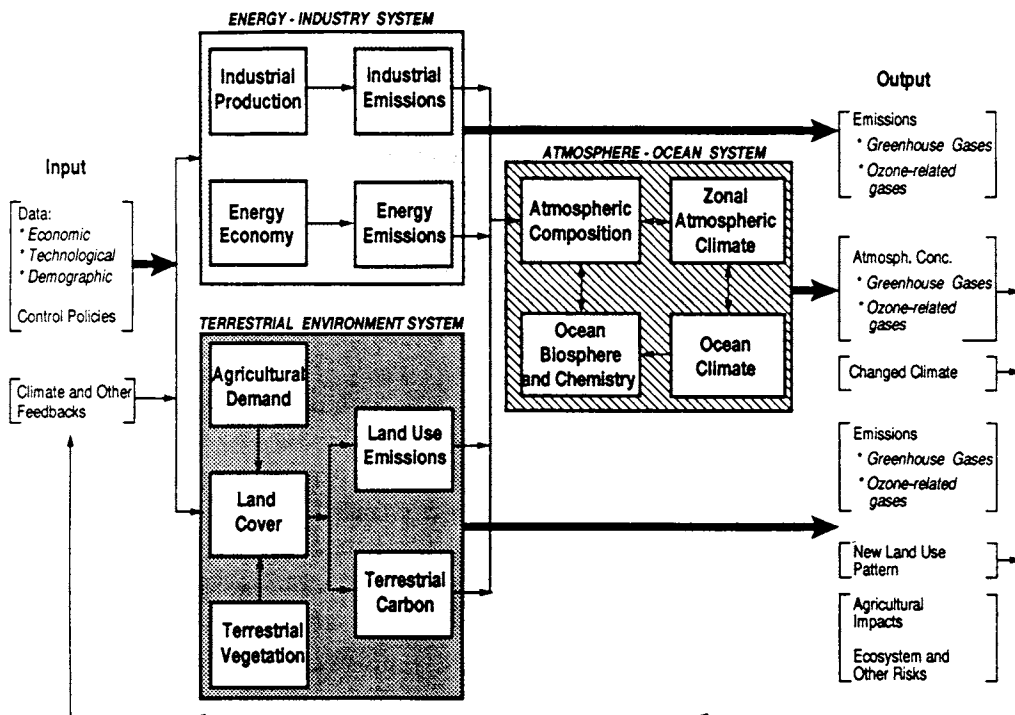 ENERGY - INDUSTRY SYSTEM
Industrial
Production
Industrial
Emissions
Energy
Economy
Energy
Emissions
Input
Data:
* Economic
* Technological
* Demographic
Control Policies
Climate and Other
Feedbacks
TERRESTRIAL ENVIRONMENT SYSTEM
Agricultural
Demand
Land Use
Emissions
Land
Cover
Terrestrial
Carbon
Terrestrial
Vegetation
ATMOSPHERE - OCEAN SYSTEM
Atmospheric
Composition
Zonal
Atmospheric
Climate
Ocean
Biosphere
and Chemistry
Ocean
Climate
Output
Emissions
* Greenhouse Gases
* Ozone-related
gases
Atmosph. Conc.
* Greenhouse Gases
* Ozone-related
gases
Changed Climate
Emissions
* Greenhouse Gases
* Ozone-related
gases
New Land Use
Pattern
Agricultural
Impacts
Ecosystem and
Other Risks